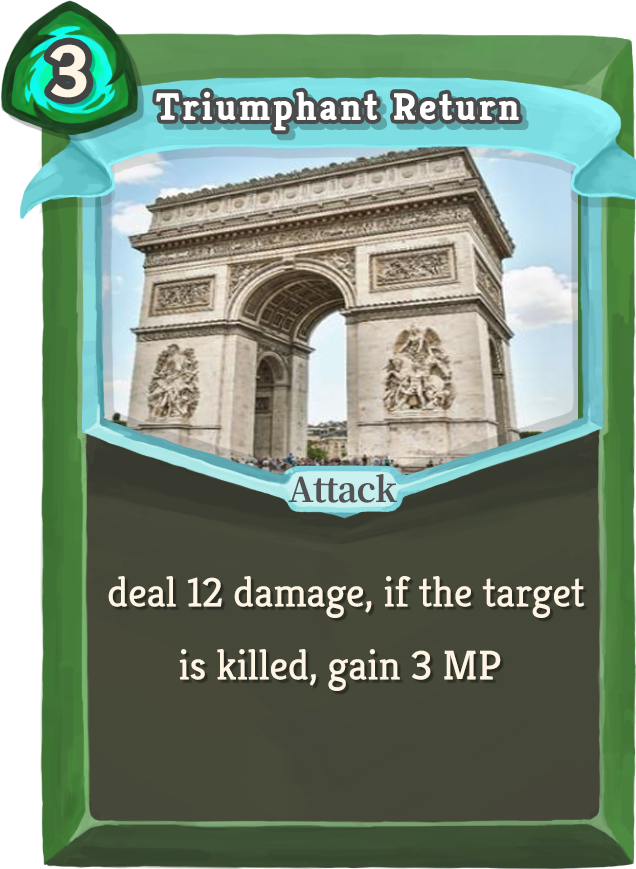 3
Triumphant Return
Attack
deal 12 damage, if the target
is killed, gain 3 MP